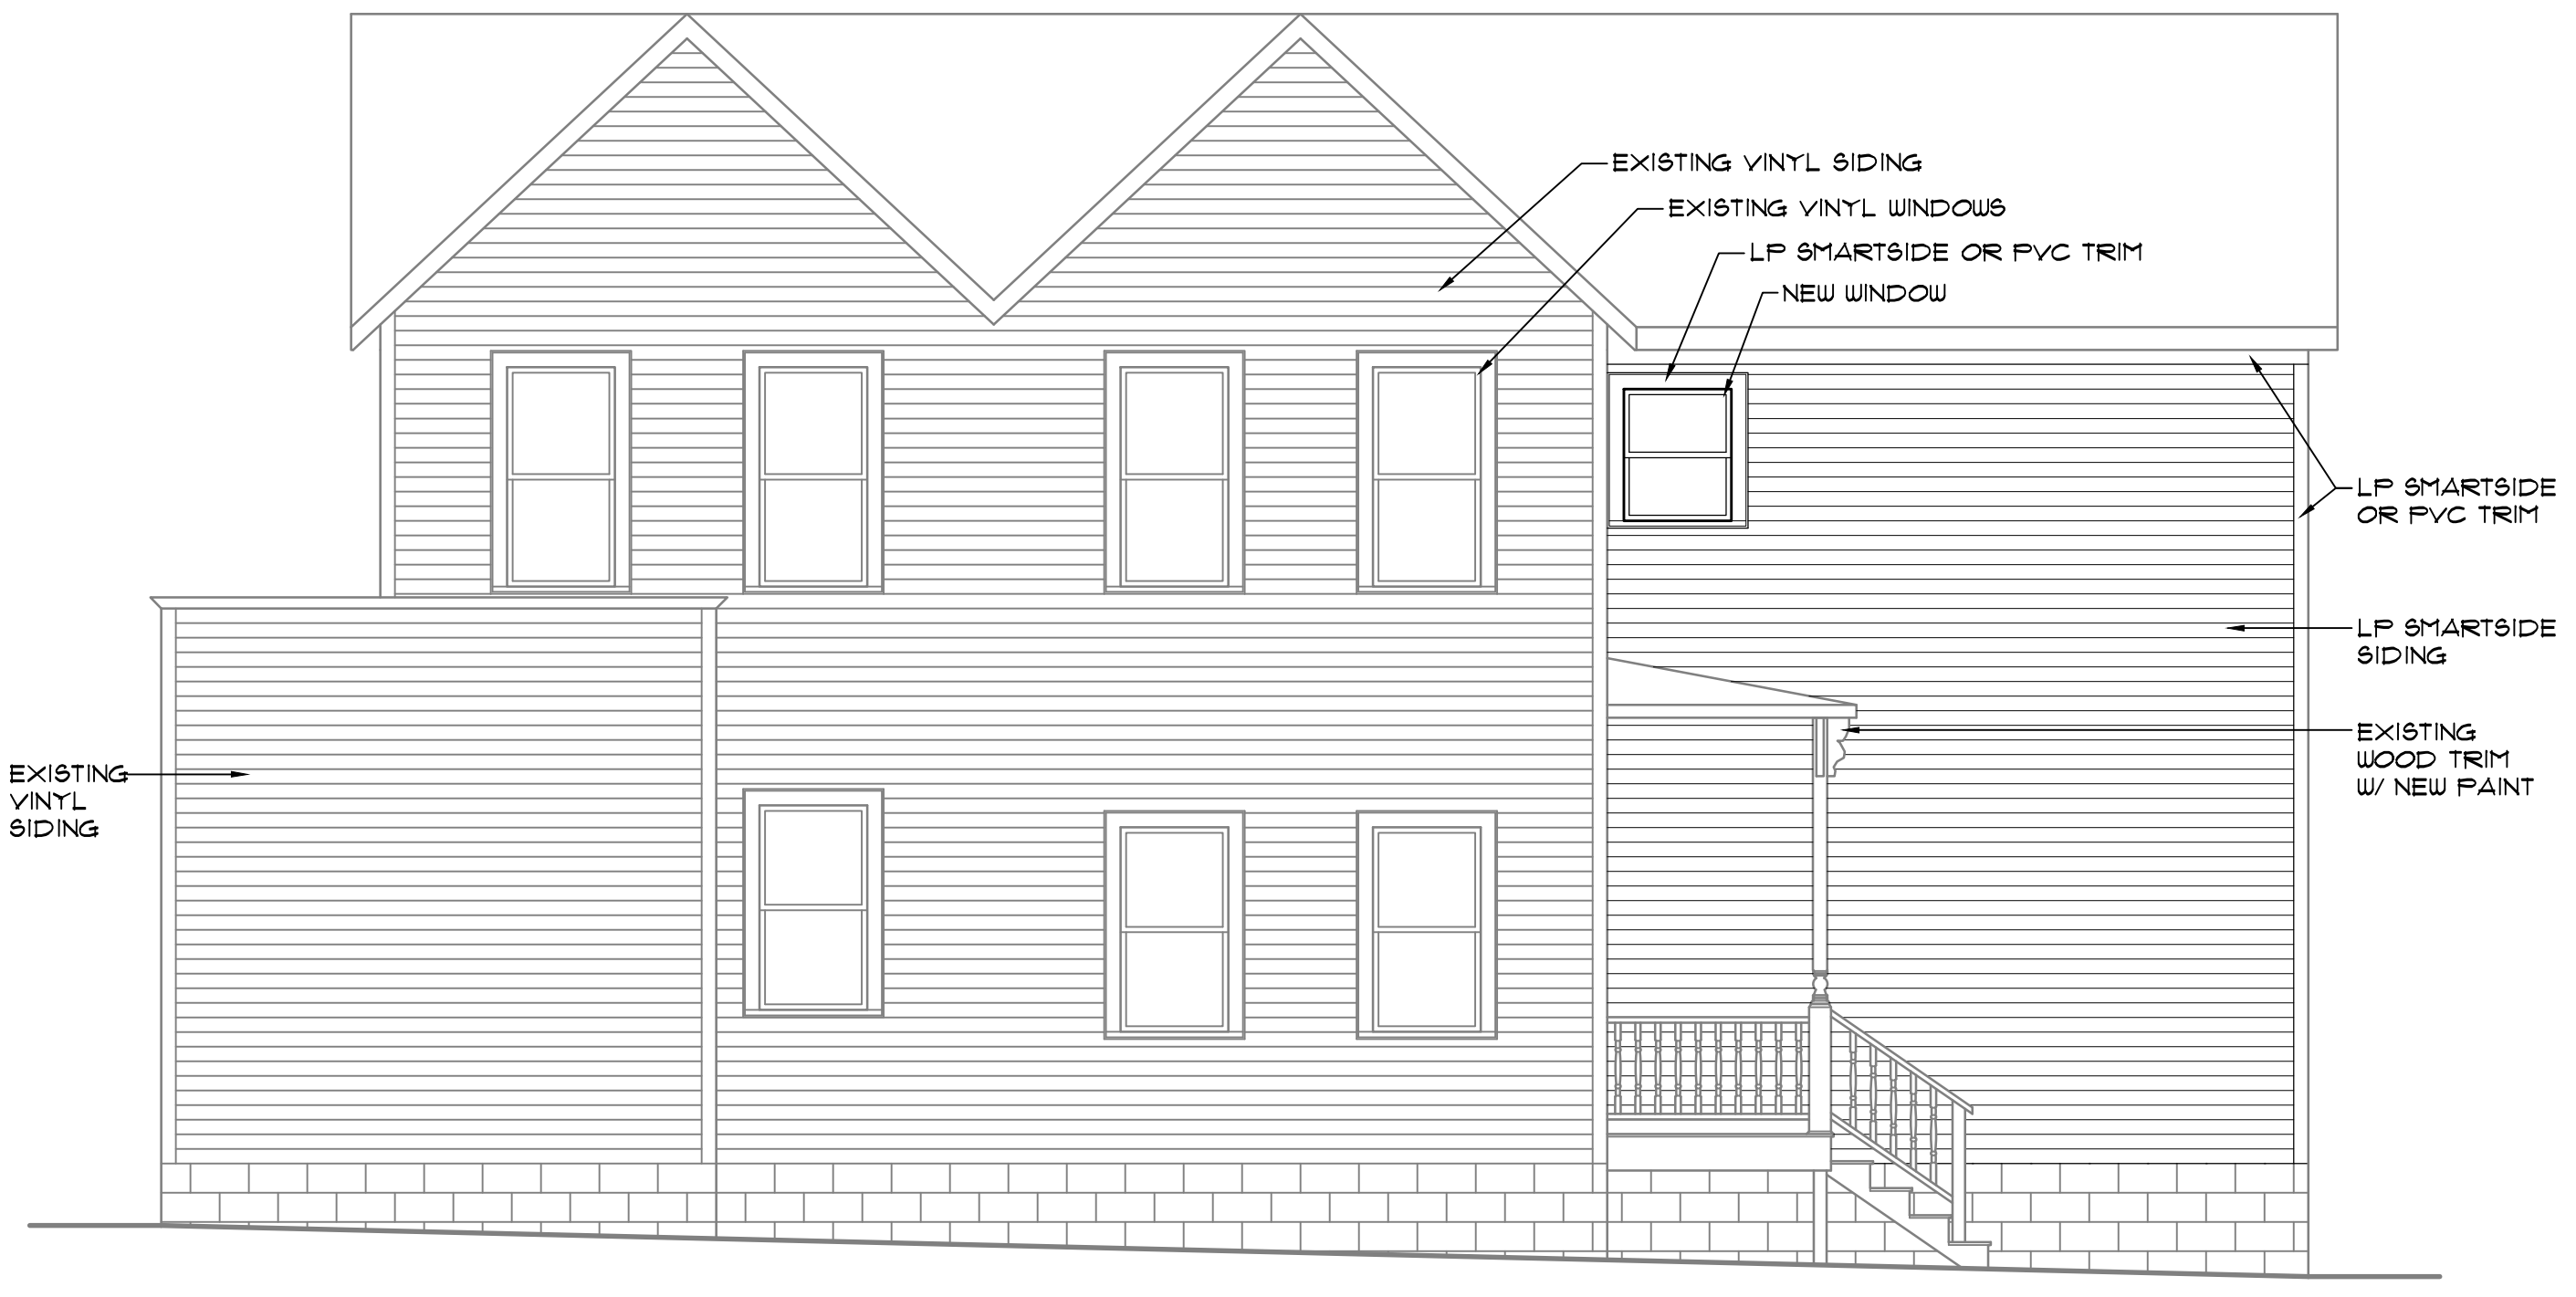 EXISTING VINYL SIDING
EXISTING VINYL WINDOWS
LP SMARTSIDE OR PVC TRIM
NEW WINDOW
LP SMARTSIDE
OR PVC TRIM
LP SMARTSIDE
SIDING
EXISTING
WOOD TRIM
W/ NEW PAINT
EXISTING
VINYL
SIDING